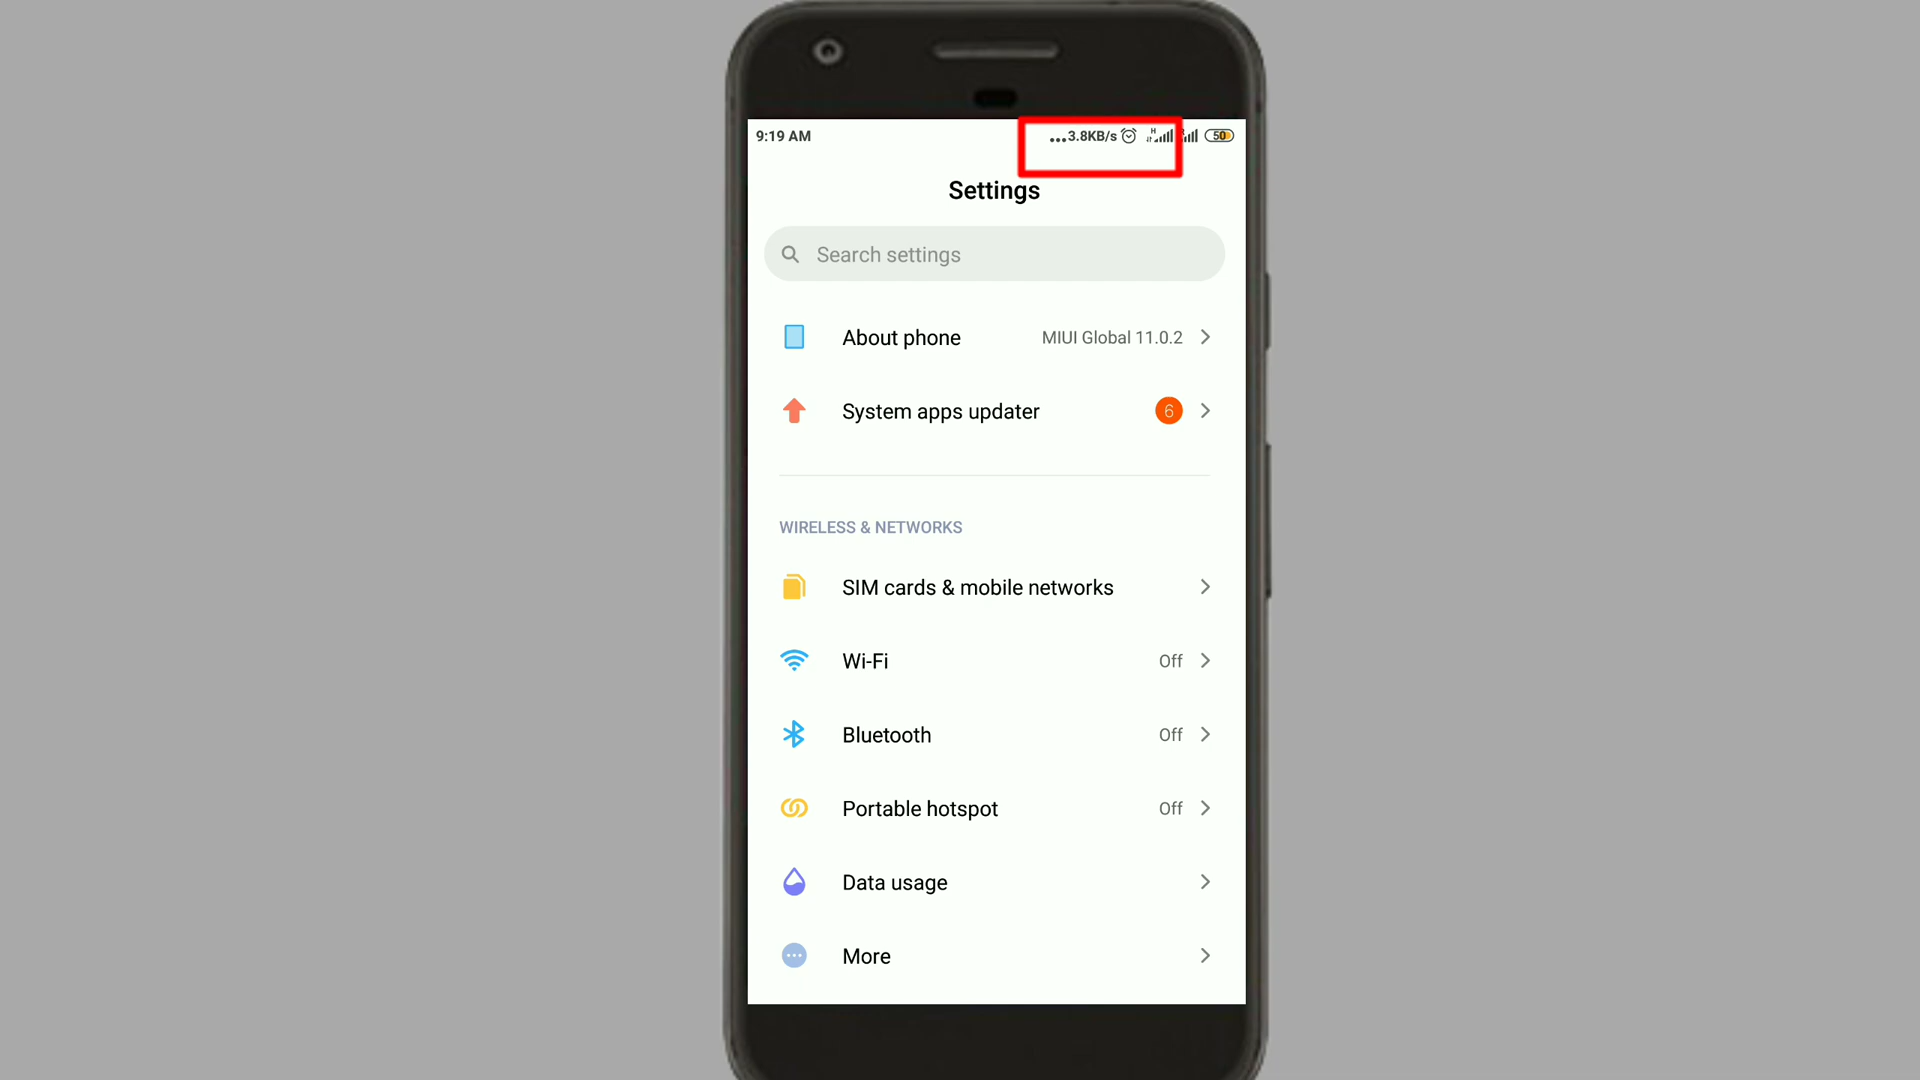 9:19 AM ...3.8KB/s H 50
Settings
Search settings
About phone MIUI Global 11.0.2
System apps updater 6
WIRELESS & NETWORKS
SIM cards & mobile networks
Wi-Fi Off
Bluetooth Off
Portable hotspot Off
Data usage
More